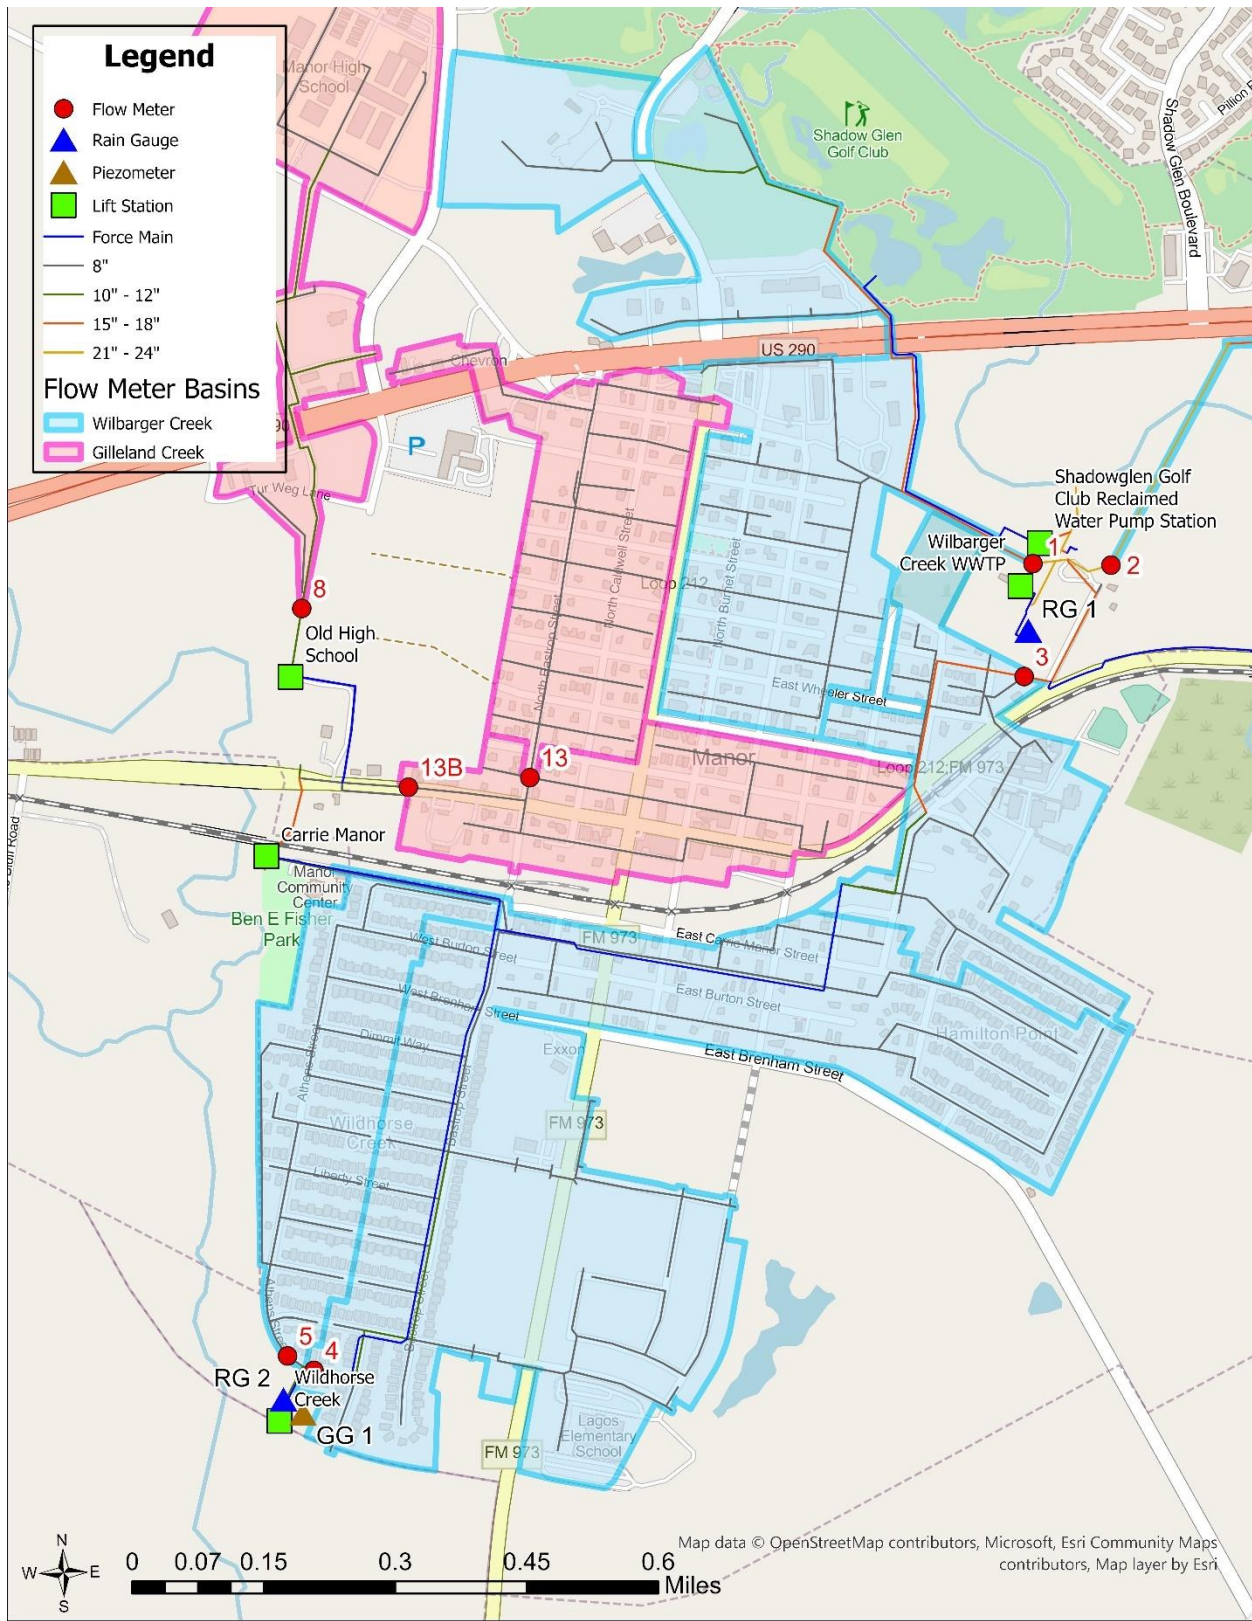 Legend
Flow Meter
Rain Gauge
Piezometer
Lift Station
Force Main
8"
10" - 12"
15" - 18"
21" - 24"
Flow Meter Basins
Wilbarger Creek
Gilleland Creek
Manor High
School
Shadow Glen
Golf Club
Shadow Glen Boulevard
Chevron
US 290
90
P
Tur Weg Lane
Shadowglen Golf
Club Reclaimed
Water Pump Station
Wilbarger
Creek WWTP
1
2
RG 1
3
8
Old High
School
North Bastrop Street
North Caldwell Street
Loop 212
North Burnet Street
East Wheeler Street
Manor
Loop 212;FM 973
13B
13
Carrie Manor
Manor
Community
Center
Ben E Fisher
Park
FM 973
East Carrie Manor Street
West Burton Street
West Brenham Street
East Burton Street
Hamilton Point
Dimmit Way
Exxon
East Brenham Street
Athens Street
Wildhorse
Creek
FM 973
Bastrop Street
Liberty Street
Bastrop Street
5
4
RG 2
Wildhorse
Creek
GG 1
Lagos
Elementary
School
FM 973
N
W
E
S
0 0.07 0.15 0.3 0.45 0.6
Miles
Map data © OpenStreetMap contributors, Microsoft, Esri Community Maps
contributors, Map layer by Esri